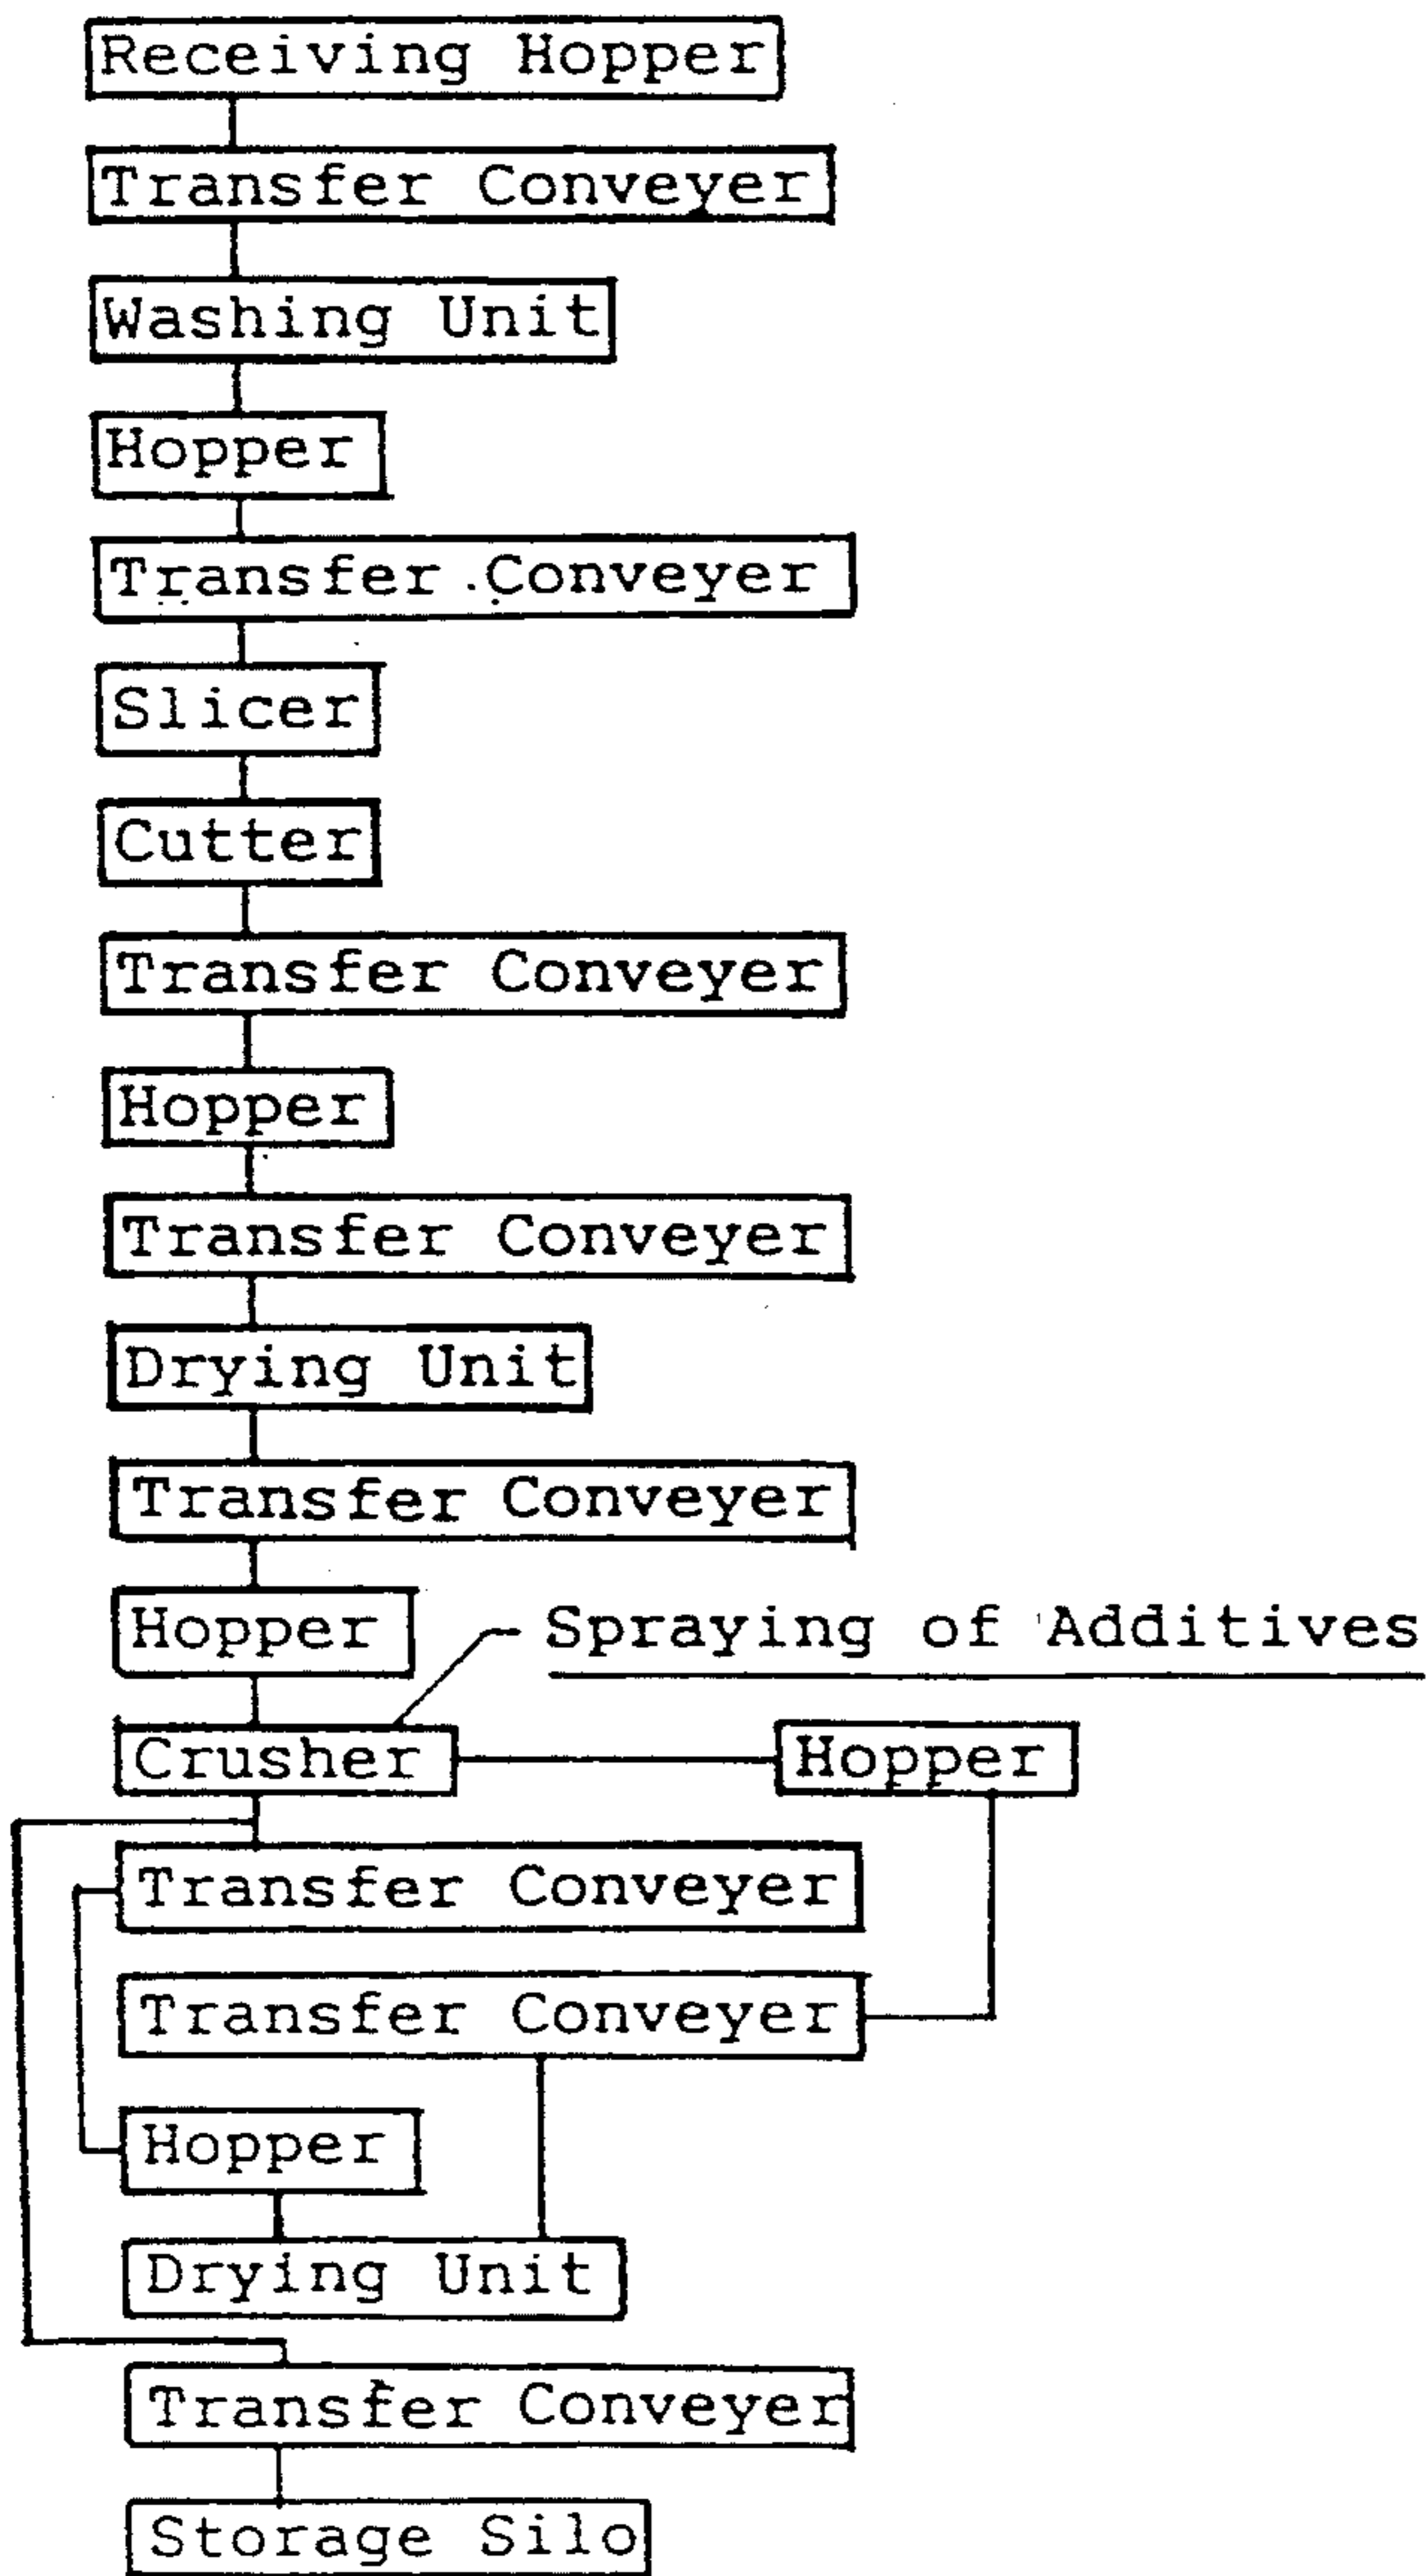 Receiving Hopper
Transfer Conveyer
Washing Unit
Hopper
Transfer Conveyer
Slicer
Cutter
Transfer Conveyer
Hopper
Transfer Conveyer
Drying Unit
Transfer Conveyer
Hopper
Spraying of Additives
Crusher
Hopper
Transfer Conveyer
Transfer Conveyer
Hopper
Drying Unit
Transfer Conveyer
Storage Silo